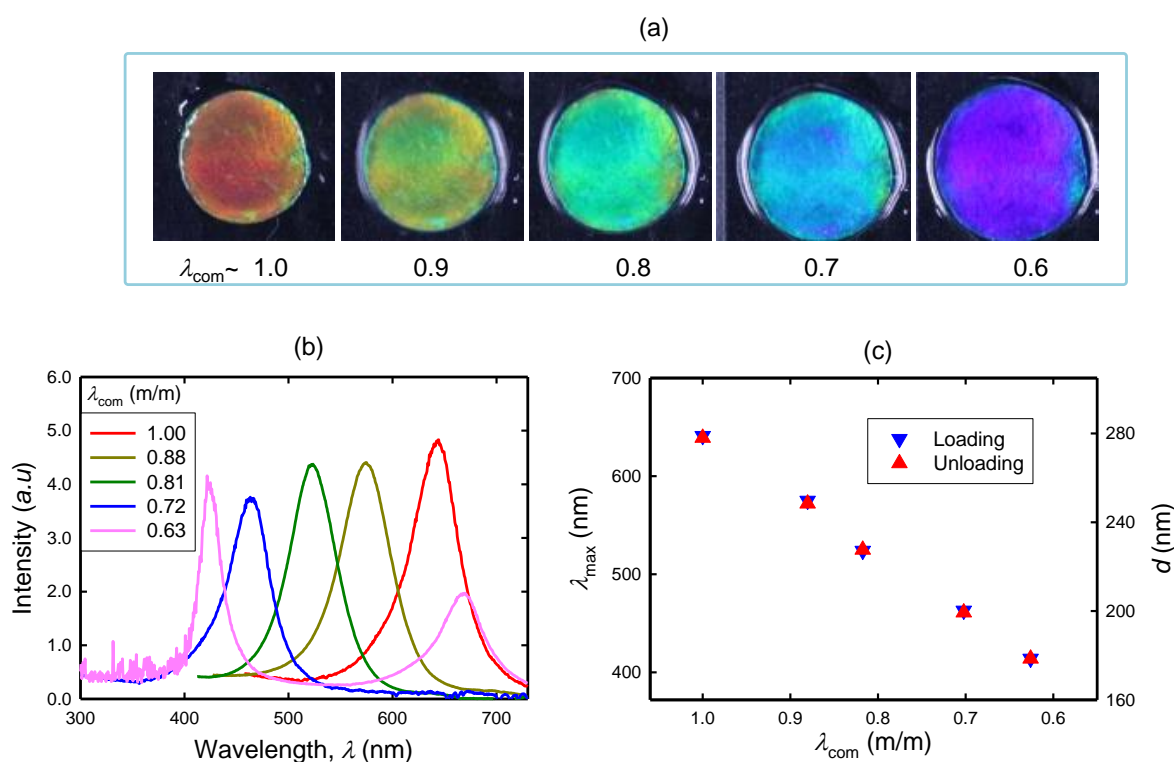 (a)
λcom~ 1.0 0.9 0.8 0.7 0.6
(b)
6.0
5.0
4.0
3.0
2.0
1.0
0.0
Intensity (a.u)
λcom (m/m)
1.00
0.88
0.81
0.72
0.63
300 400 500 600 700
Wavelength, λ (nm)
(c)
700
600
500
400
λmax (nm)
Loading
Unloading
280
240
200
160
d (nm)
1.0 0.9 0.8 0.7 0.6
λcom (m/m)